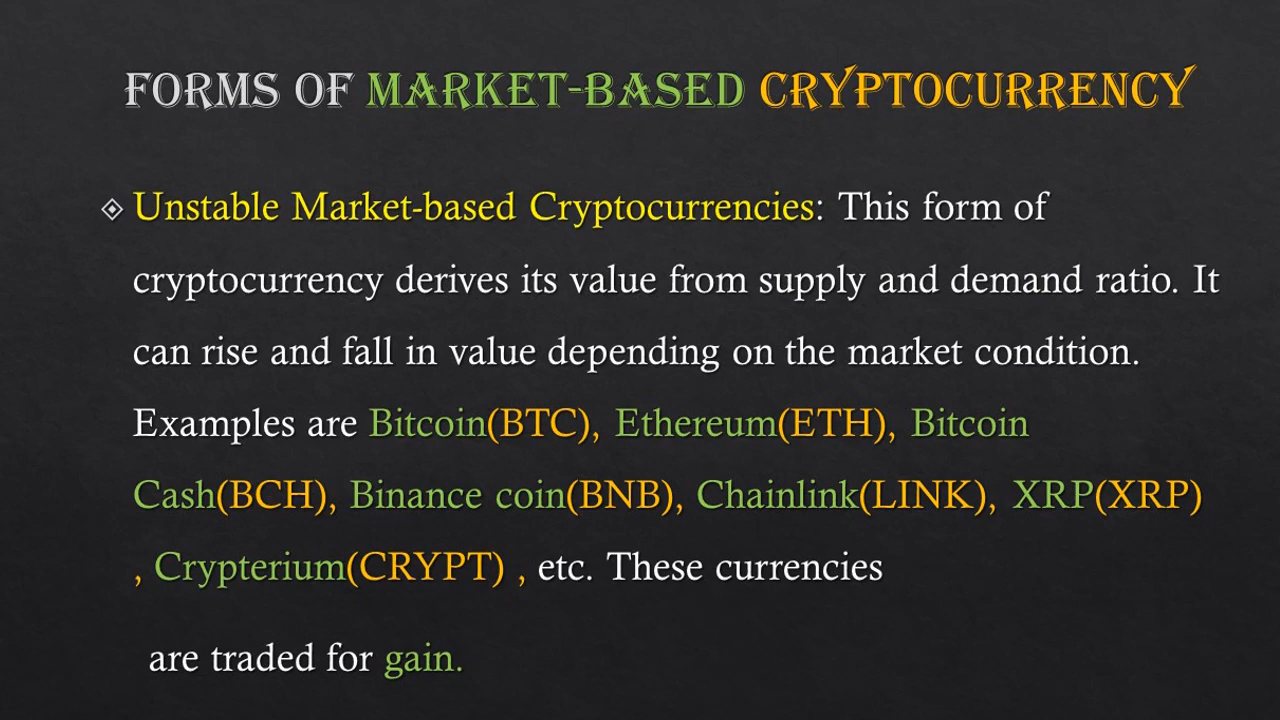 FORMS OF MARKET-BASED CRYPTOCURRENCY
Unstable Market-based Cryptocurrencies: This form of
cryptocurrency derives its value from supply and demand ratio. It
can rise and fall in value depending on the market condition.
Examples are Bitcoin(BTC), Ethereum(ETH), Bitcoin
Cash(BCH), Binance coin(BNB), Chainlink(LINK), XRP(XRP)
, Crypterium(CRYPT) , etc. These currencies
are traded for gain.